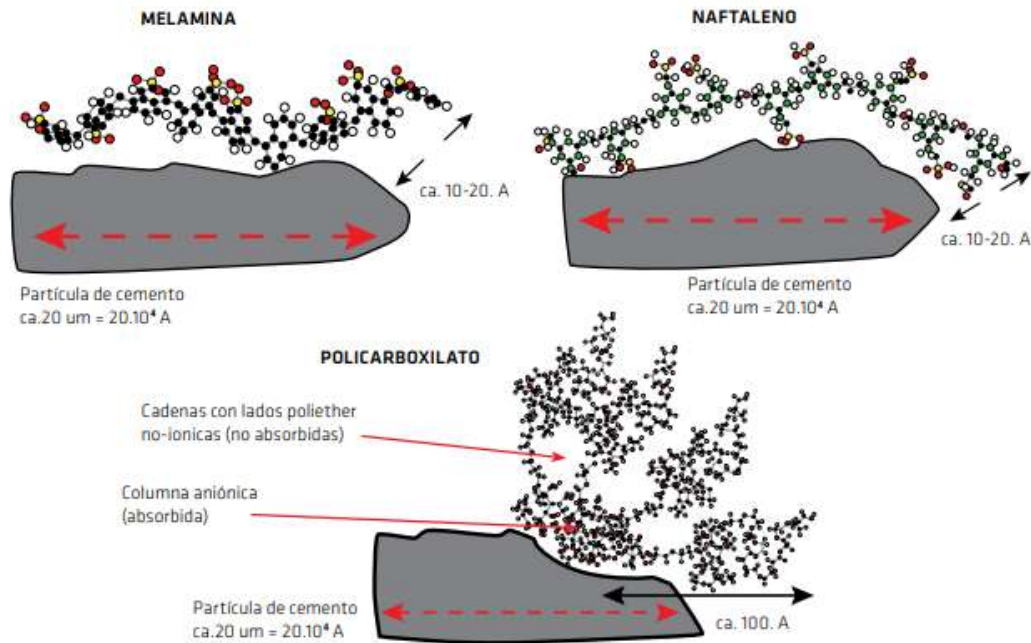 MELAMINA
ca. 10-20. A
Partícula de cemento
ca.20 um = 20.10⁴ A
NAFTALENO
ca. 10-20. A
Partícula de cemento
ca.20 um = 20.10⁴ A
POLICARBOXILATO
Cadenas con lados poliether
no-ionicas (no absorbidas)
Columna aniónica
(absorbida)
Partícula de cemento
ca.20 um = 20.10⁴ A
ca. 100. A